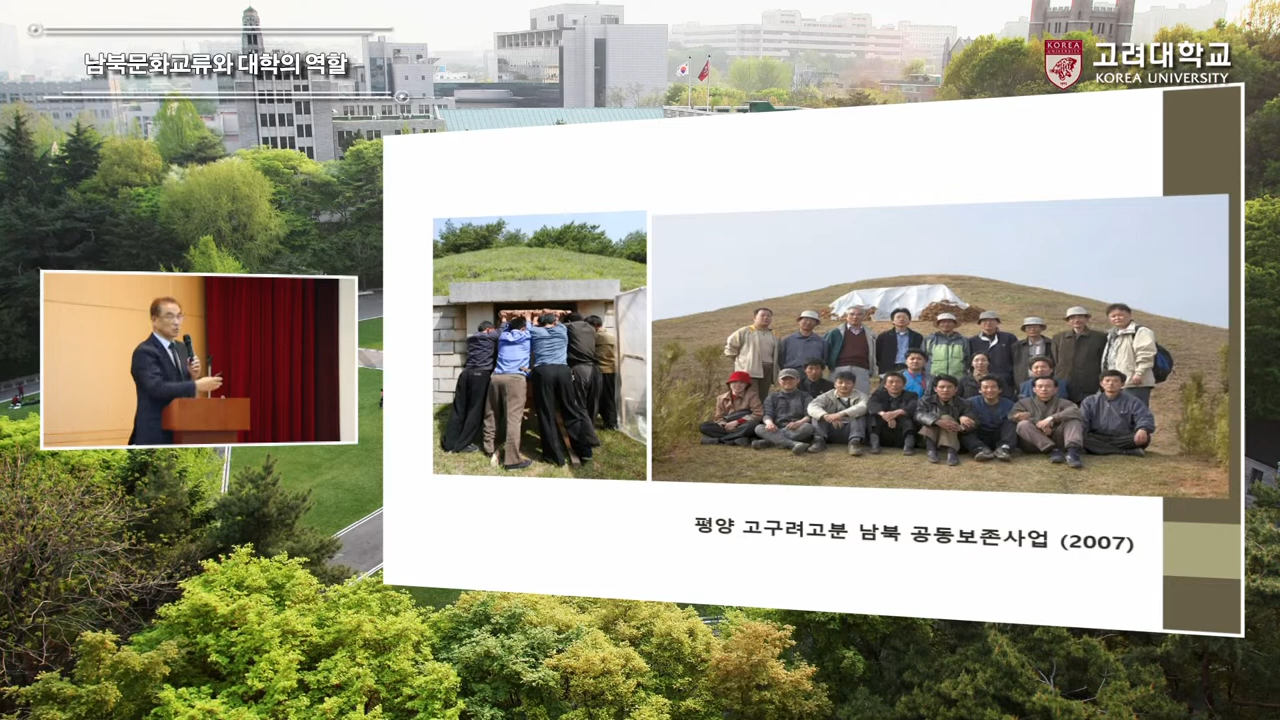 남북문화교류와 대학의 역할
KOREA
고려대학교
KOREA UNIVERSITY
평양 고구려고분 남북 공동보존사업 (2007)